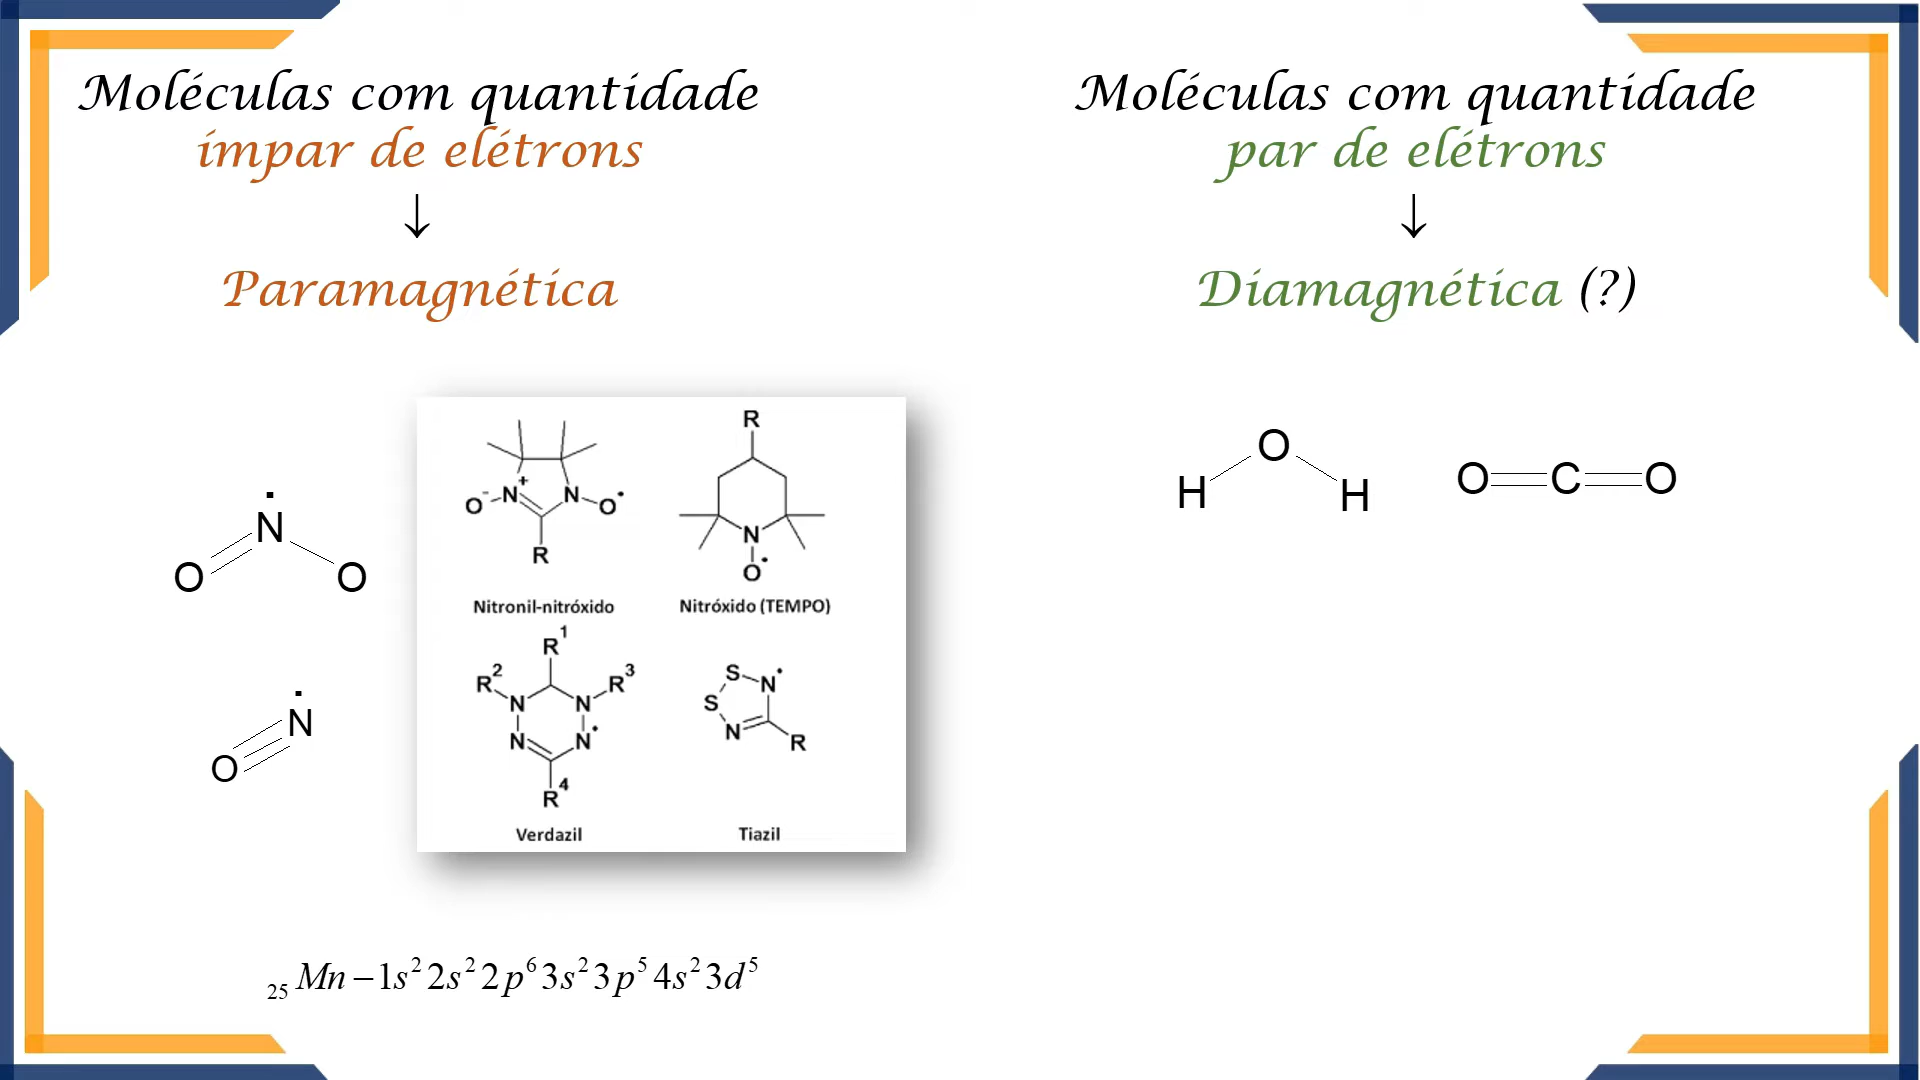 Moléculas com quantidade
ímpar de elétrons
↓
Paramagnética
Moléculas com quantidade
par de elétrons
↓
Diamagnética (?)
N
O O
N
O
O⁻ N⁺ N O•
R
Nitronil-nitróxido
R
N
O•
Nitróxido (TEMPO)
R¹
R² R³
N N
N N•
R⁴
Verdazil
S N•
S
N
R
Tiazil
O
H H
O C O
₂₅Mn – 1s² 2s² 2p⁶ 3s² 3p⁵ 4s² 3d⁵